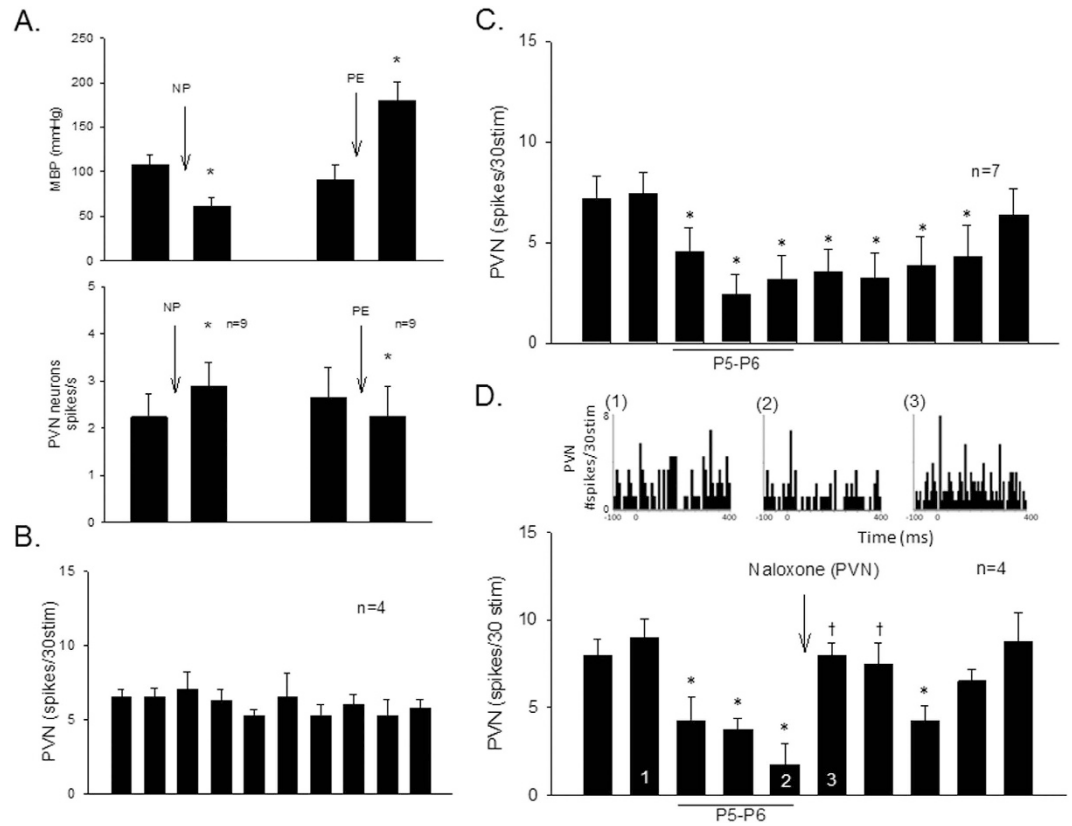 A.
250
200
150
100
50
0
MBP (mmHg)
NP
*
PE
*
5
4
3
2
1
0
PVN neurons
spikes/s
NP
*
n=9
PE
*
n=9
B.
15
10
5
0
PVN (spikes/30stim)
n=4
C.
15
10
5
0
PVN (spikes/30stim)
n=7
* * * * * * *
P5-P6
D.
(1) (2) (3)
8
0
PVN
#spikes/30stim
-100 0 400 -100 0 400 -100 0 400
Time (ms)
15
10
5
0
PVN (spikes/30 stim)
Naloxone (PVN)
n=4
* * * † † *
1 2 3
P5-P6